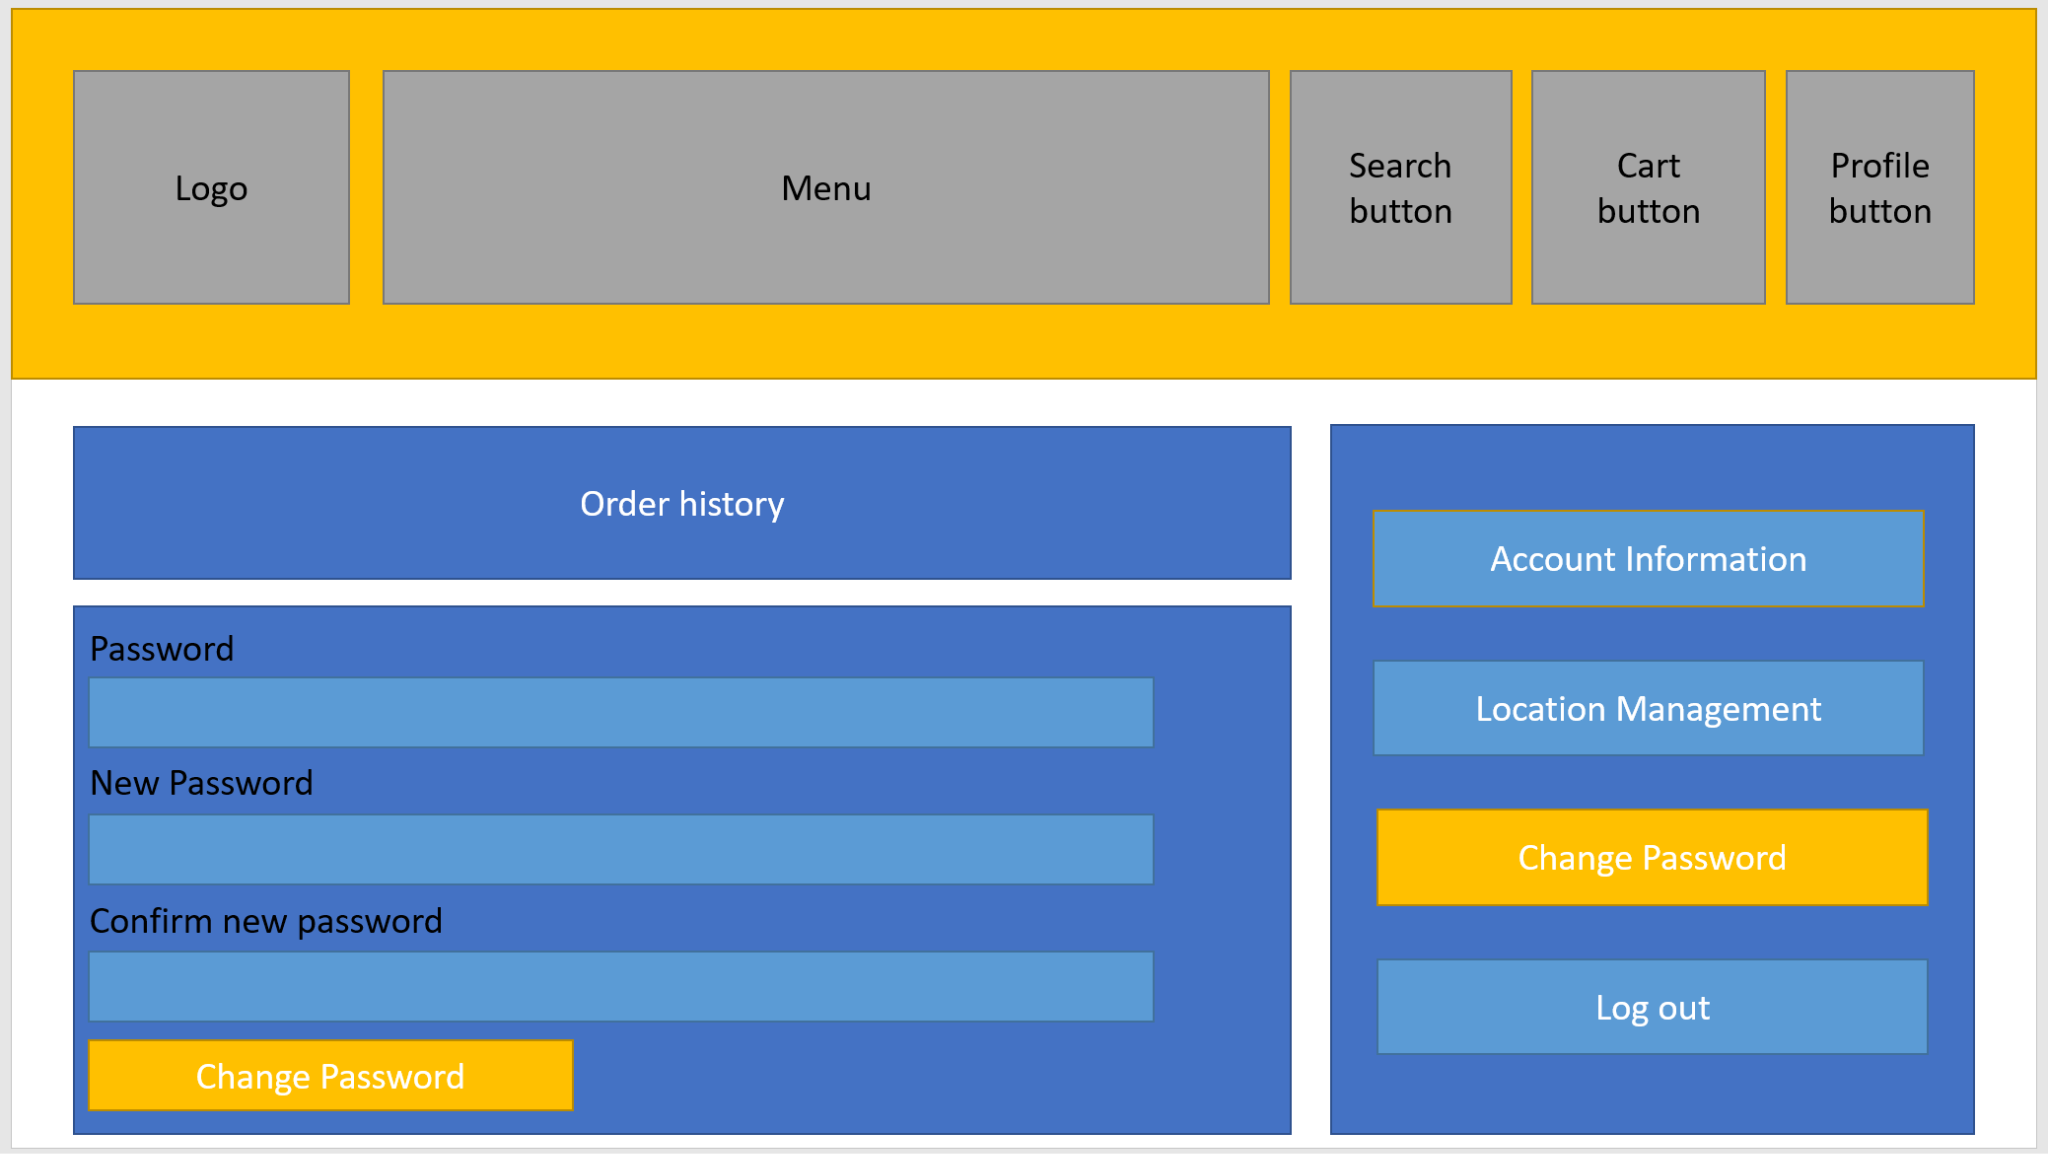 Logo
Menu
Search
button
Cart
button
Profile
button
Order history
Password
New Password
Confirm new password
Change Password
Account Information
Location Management
Change Password
Log out